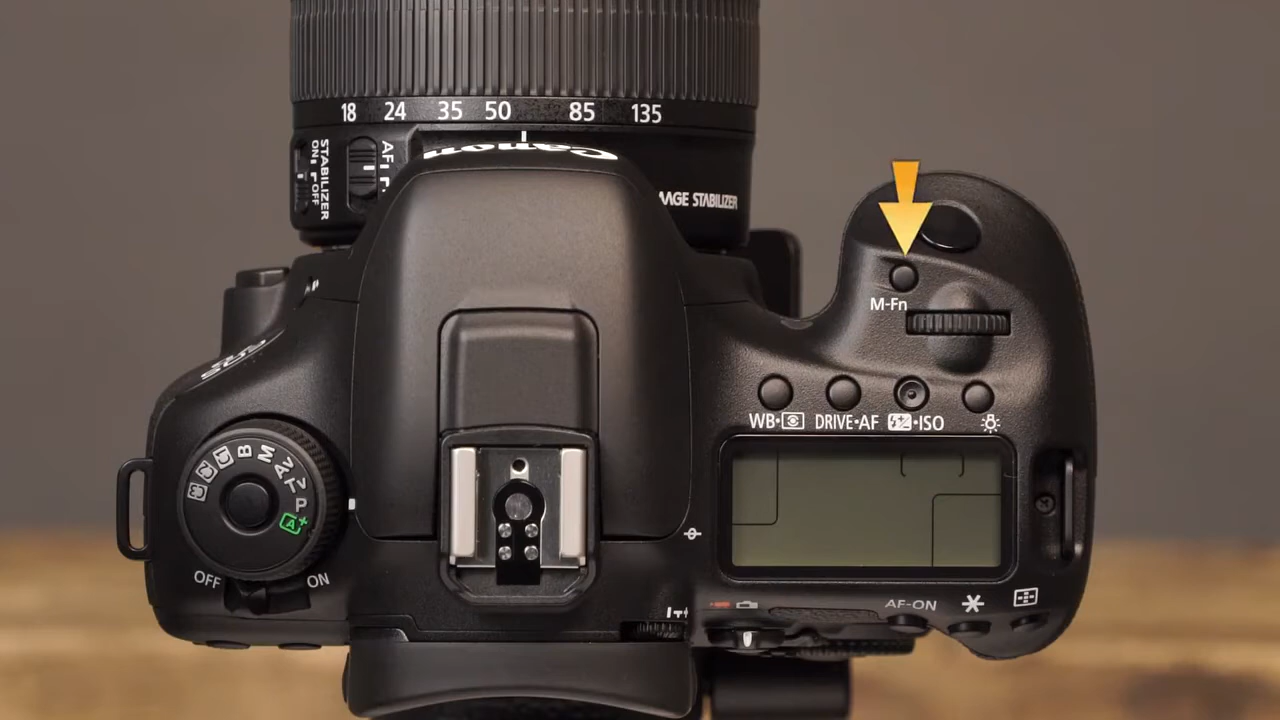 18 24 35 50 85 135
Canon
STABILIZER
ON OFF
AF
STABILIZER
M-Fn
WB
DRIVE•AF
•ISO
B
M
Av
Tv
P
A+
OFF
ON
AF-ON